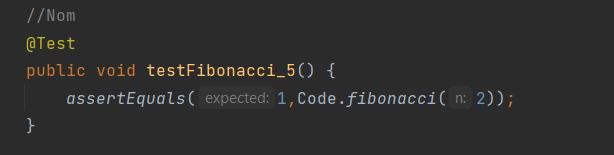 //Nom
@Test
public void testFibonacci_5() {
assertEquals( expected: 1,Code.fibonacci( n: 2));
}